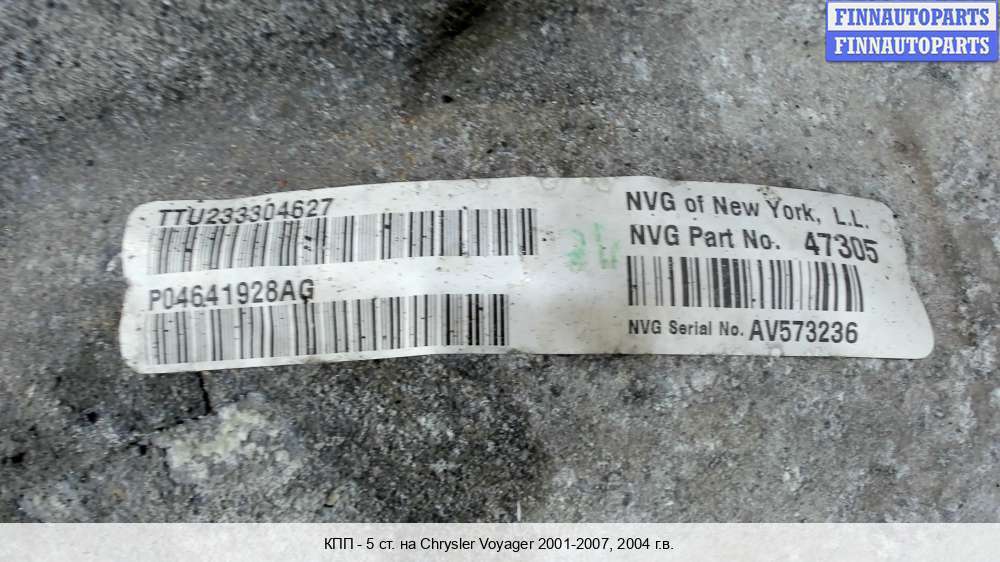 FINNAUTOPARTS
FINNAUTOPARTS
TTU233304627
P04641928AG
NVG of New York, L.L.
NVG Part No. 47305
NVG Serial No. AV573236
КПП - 5 ст. на Chrysler Voyager 2001-2007, 2004 г.в.